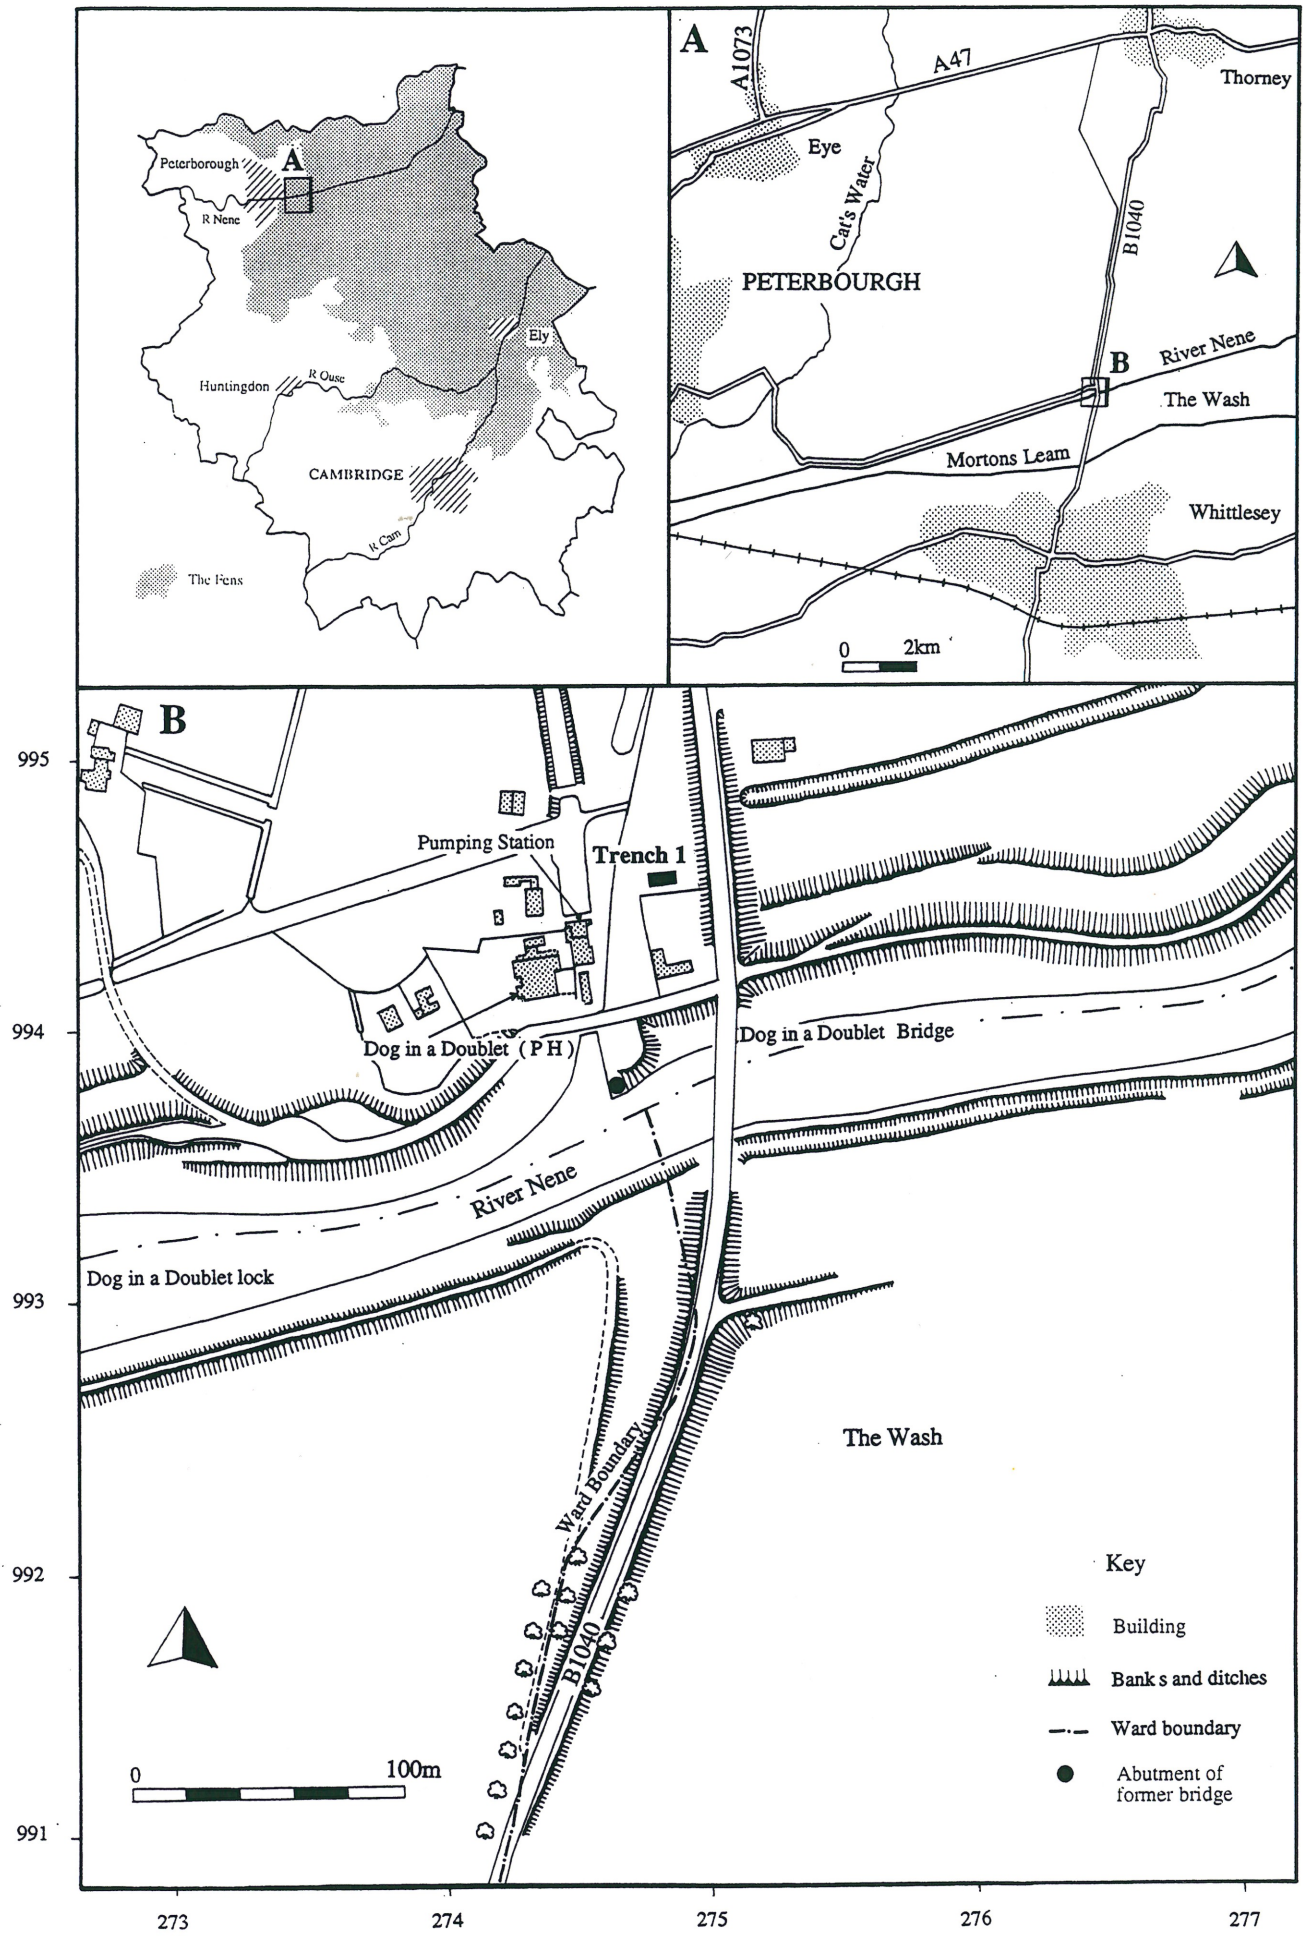 Peterborough
A
R Nene
Ely
Huntingdon
R Ouse
CAMBRIDGE
R Cam
The Fens
A
A1073
A47
Thorney
Eye
Cat's Water
B1040
PETERBOURGH
B
River Nene
The Wash
Mortons Leam
Whittlesey
0 2km
B
995
Pumping Station
Trench 1
994
Dog in a Doublet Bridge
Dog in a Doublet (PH)
River Nene
Dog in a Doublet lock
993
The Wash
Ward Boundary
992
Key
Building
B1040
Banks and ditches
Ward boundary
0 100m
Abutment of
former bridge
991
273 274 275 276 277